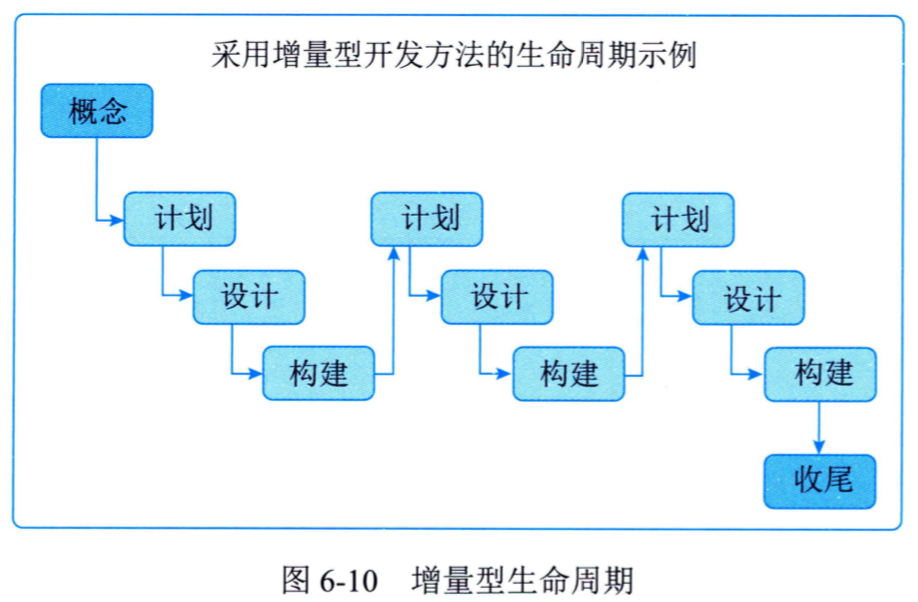 采用增量型开发方法的生命周期示例
概念
计划 计划 计划
设计 设计 设计
构建 构建 构建
收尾
图 6-10 增量型生命周期